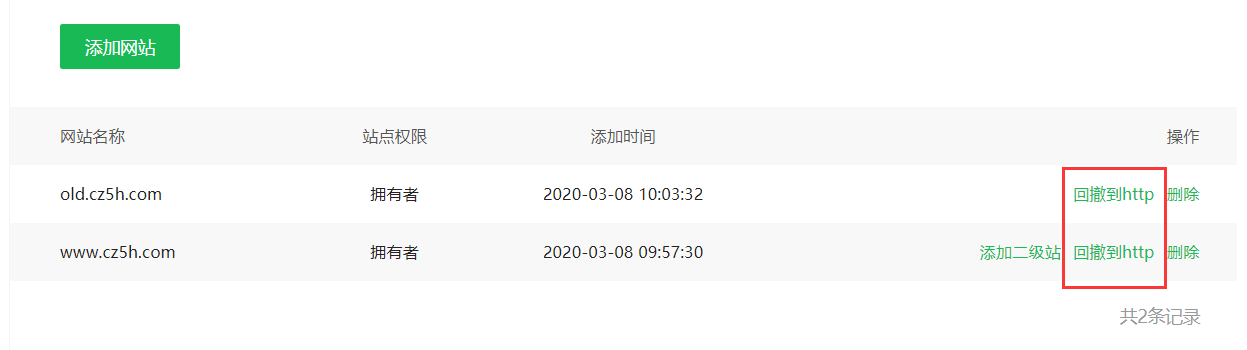 添加网站
网站名称 站点权限 添加时间 操作
old.cz5h.com 拥有者 2020-03-08 10:03:32 回撤到http 删除
www.cz5h.com 拥有者 2020-03-08 09:57:30 添加二级站 回撤到http 删除
共2条记录